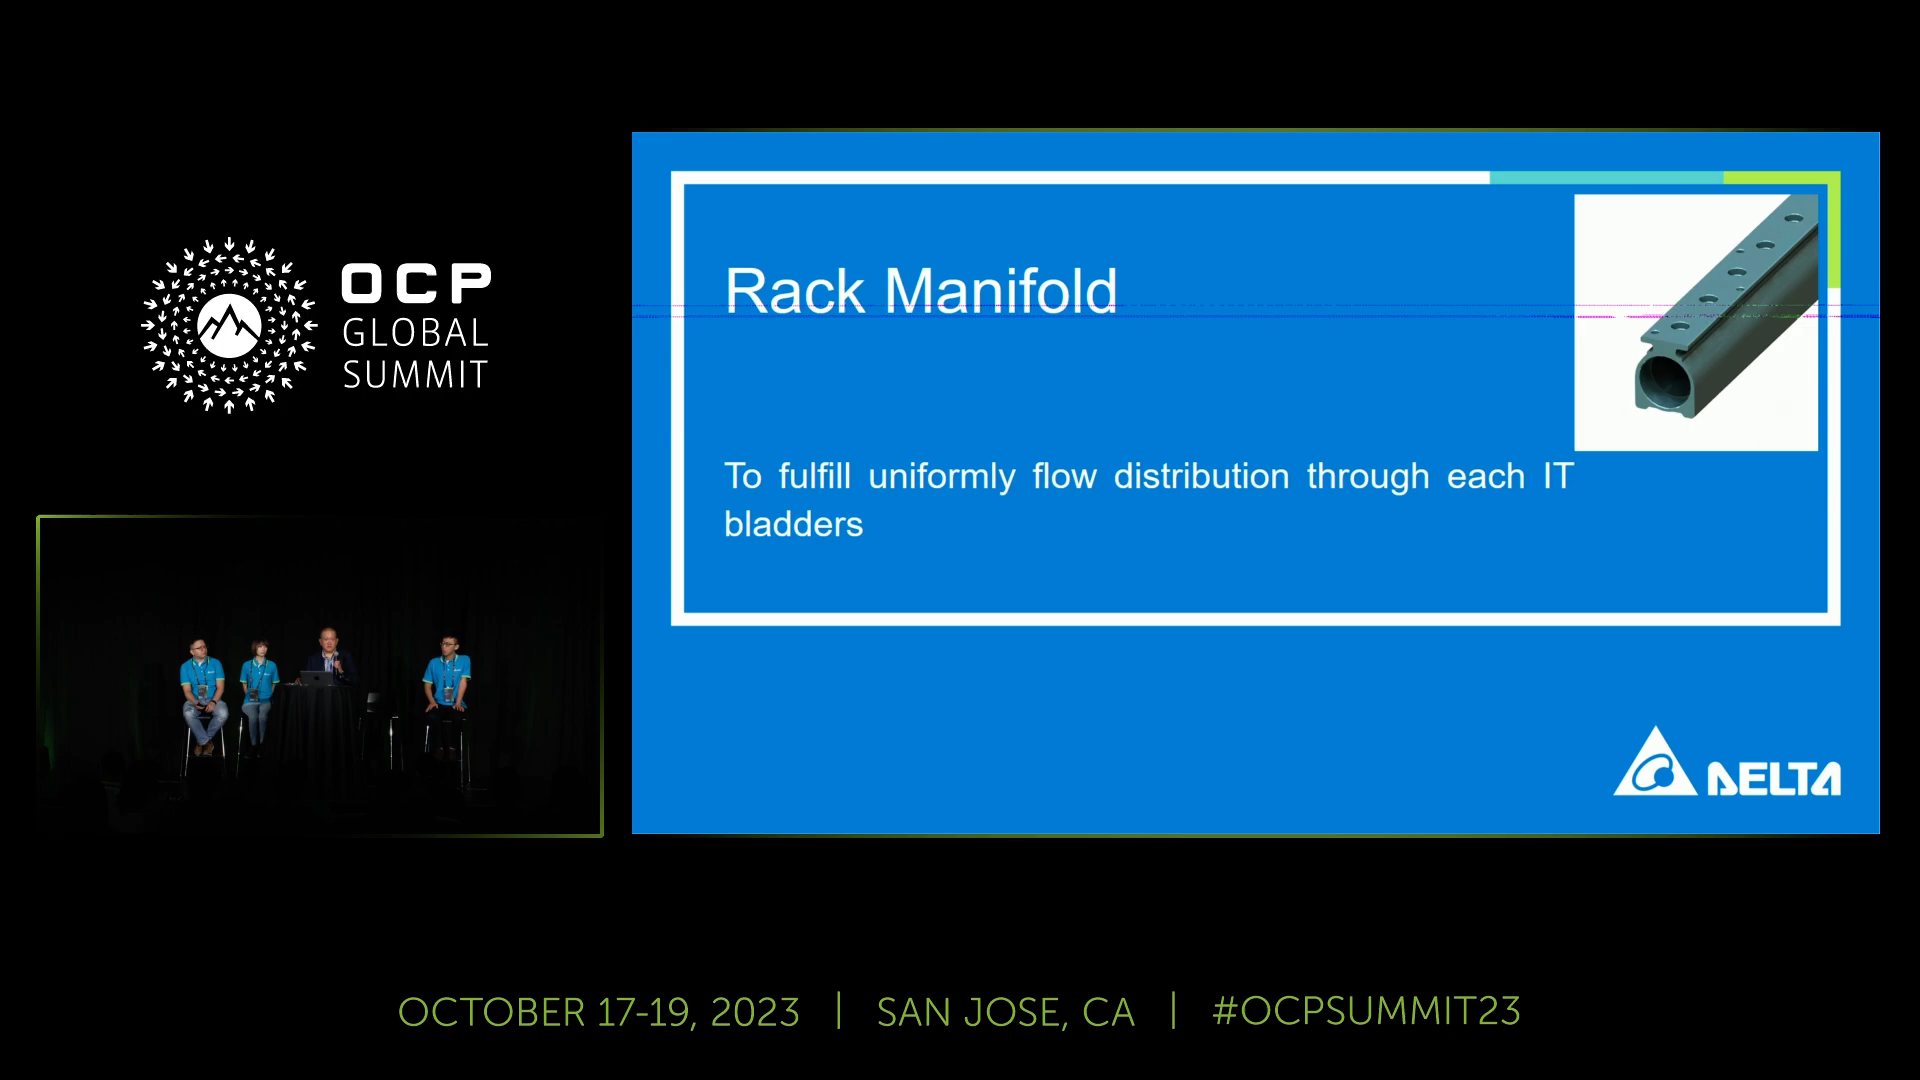 OCP
GLOBAL
SUMMIT
Rack Manifold
To fulfill uniformly flow distribution through each IT
bladders
DELTA
OCTOBER 17-19, 2023 | SAN JOSE, CA | #OCPSUMMIT23